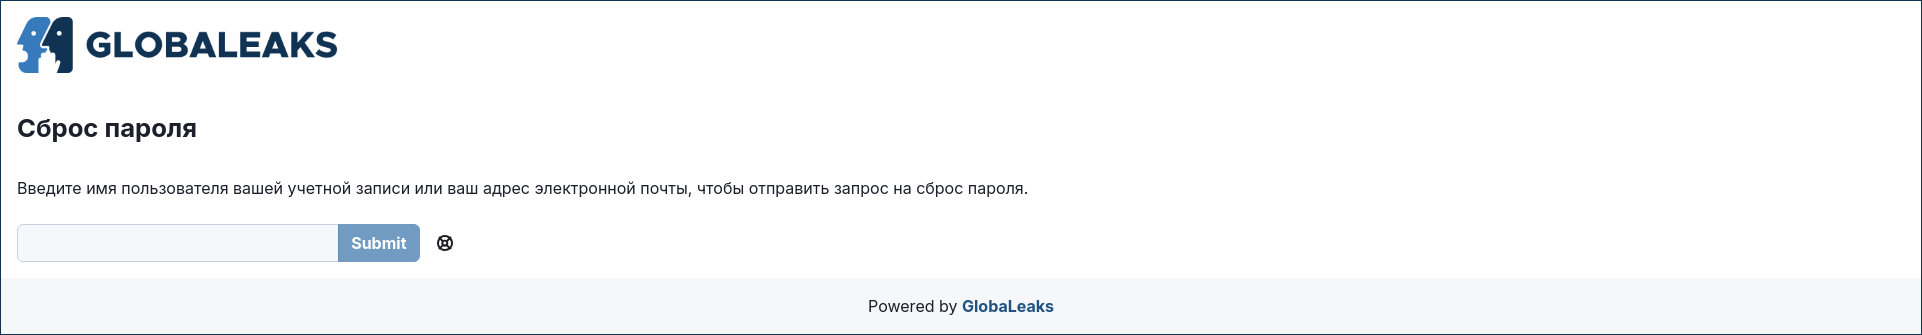 GLOBALEAKS
Сброс пароля
Введите имя пользователя вашей учетной записи или ваш адрес электронной почты, чтобы отправить запрос на сброс пароля.
Submit
Powered by GlobaLeaks